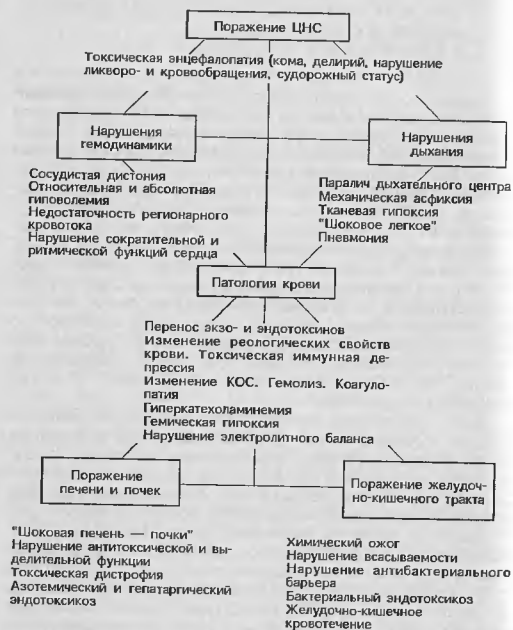 Поражение ЦНС
Токсическая энцефалопатия (кома, делирий, нарушение
ликворо- и кровообращения, судорожный статус)
Нарушения
гемодинамики
Сосудистая дистония
Относительная и абсолютная
гиповолемия
Недостаточность регионарного
кровотока
Нарушение сократительной и
ритмической функций сердца
Нарушения
дыхания
Паралич дыхательного центра
Механическая асфиксия
Тканевая гипоксия
"Шоковое легкое"
Пневмония
Патология крови
Перенос экзо- и эндотоксинов
Изменение реологических свойств
крови. Токсическая иммунная де-
прессия
Изменение КОС. Гемолиз. Коагуло-
патия
Гиперкатехоламинемия
Гемическая гипоксия
Нарушение электролитного баланса
Поражение
печени и почек
"Шоковая печень — почки"
Нарушение антитоксической и вы-
делительной функции
Токсическая дистрофия
Азотемический и гепатаргический
эндотоксикоз
Поражение желудоч-
но-кишечного тракта
Химический ожог
Нарушение всасываемости
Нарушение антибактериального
барьера
Бактериальный эндотоксикоз
Желудочно-кишечное
кровотечение